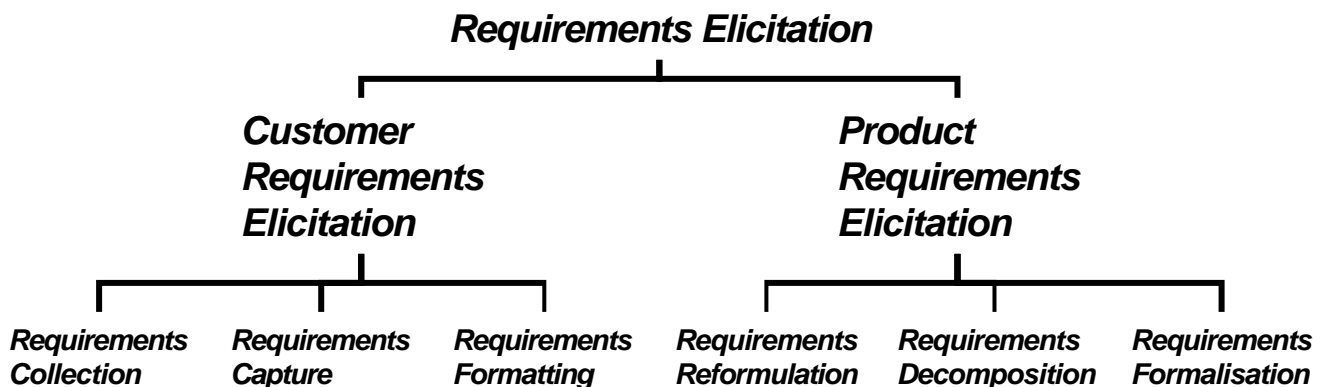 Requirements Elicitation
Customer
Requirements
Elicitation
Product
Requirements
Elicitation
Requirements
Collection
Requirements
Capture
Requirements
Formatting
Requirements
Reformulation
Requirements
Decomposition
Requirements
Formalisation